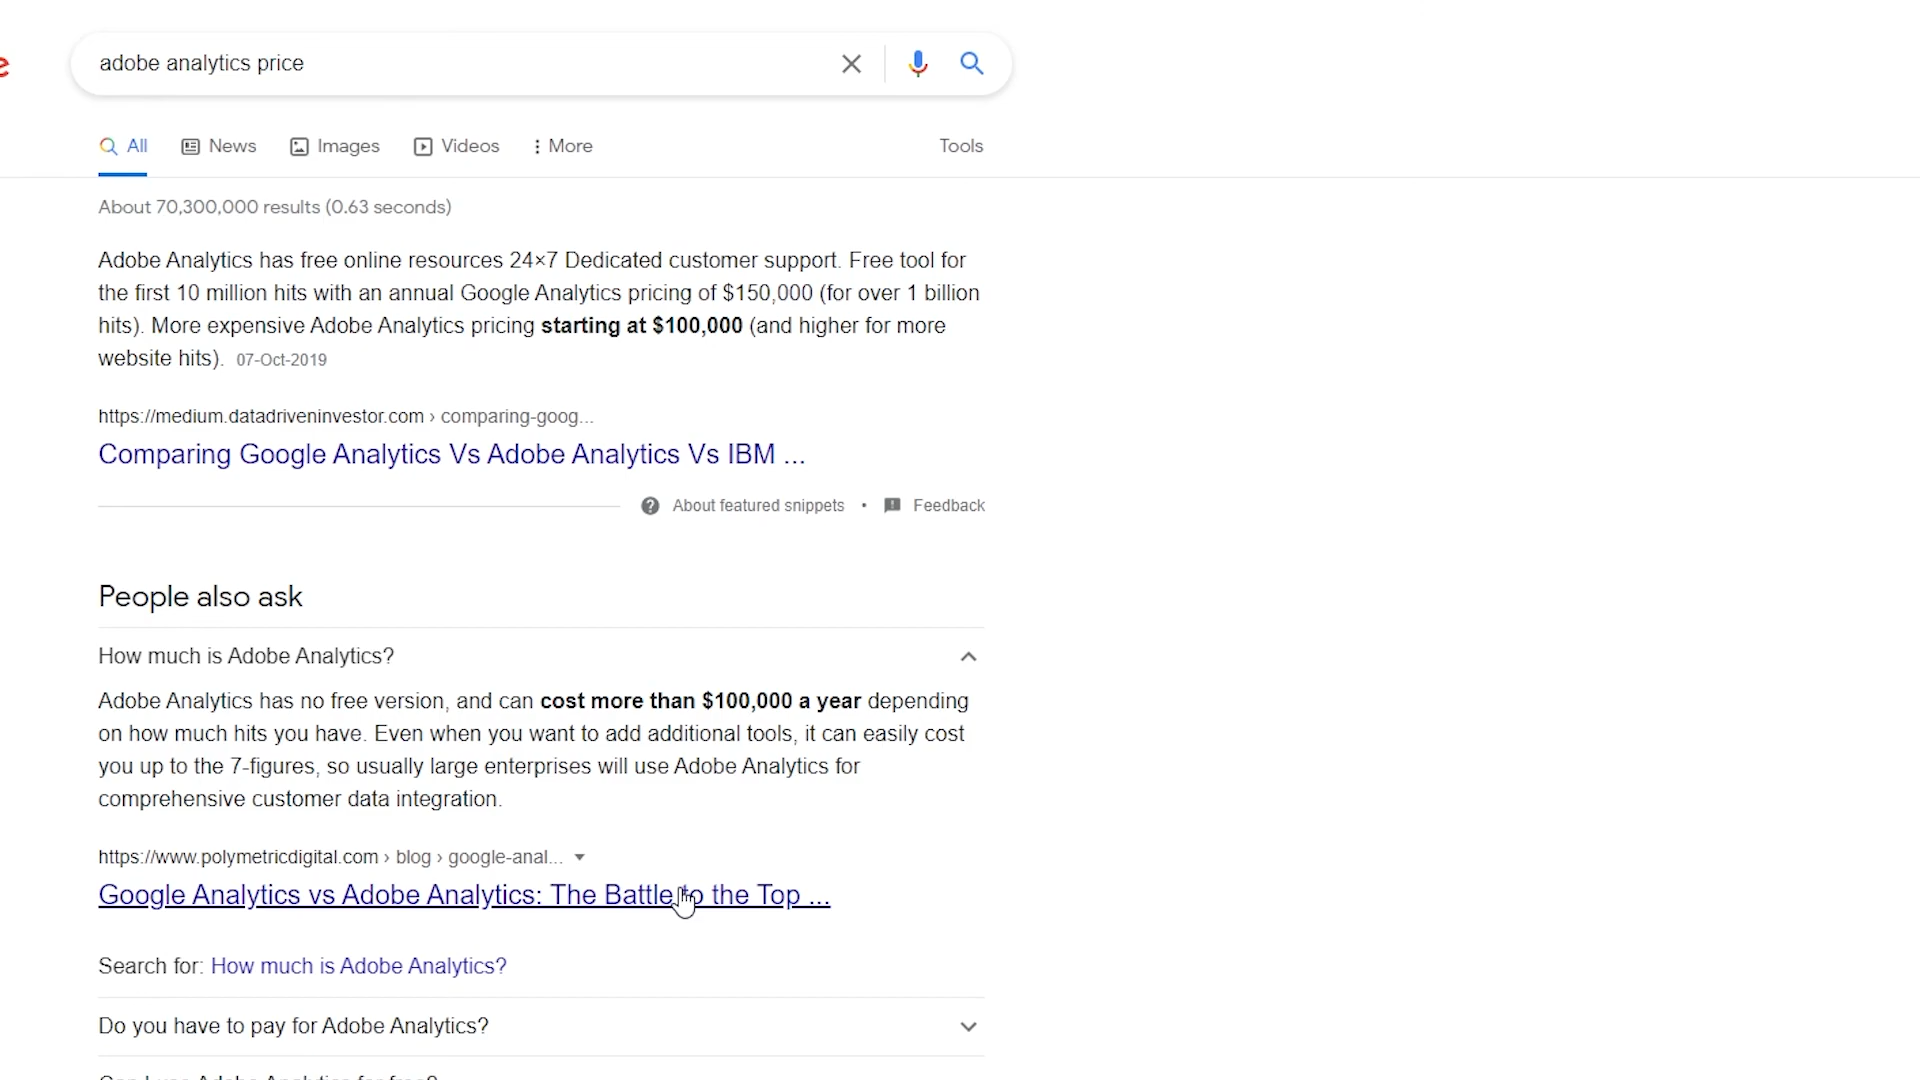 e
adobe analytics price
All News Images Videos More Tools
About 70,300,000 results (0.63 seconds)
Adobe Analytics has free online resources 24×7 Dedicated customer support. Free tool for
the first 10 million hits with an annual Google Analytics pricing of $150,000 (for over 1 billion
hits). More expensive Adobe Analytics pricing starting at $100,000 (and higher for more
website hits). 07-Oct-2019
https://medium.datadriveninvestor.com › comparing-goog...
Comparing Google Analytics Vs Adobe Analytics Vs IBM ...
About featured snippets • Feedback
People also ask
How much is Adobe Analytics?
Adobe Analytics has no free version, and can cost more than $100,000 a year depending
on how much hits you have. Even when you want to add additional tools, it can easily cost
you up to the 7-figures, so usually large enterprises will use Adobe Analytics for
comprehensive customer data integration.
https://www.polymetricdigital.com › blog › google-anal...
Google Analytics vs Adobe Analytics: The Battle to the Top ...
Search for: How much is Adobe Analytics?
Do you have to pay for Adobe Analytics?
Can I use Adobe Analytics for free?